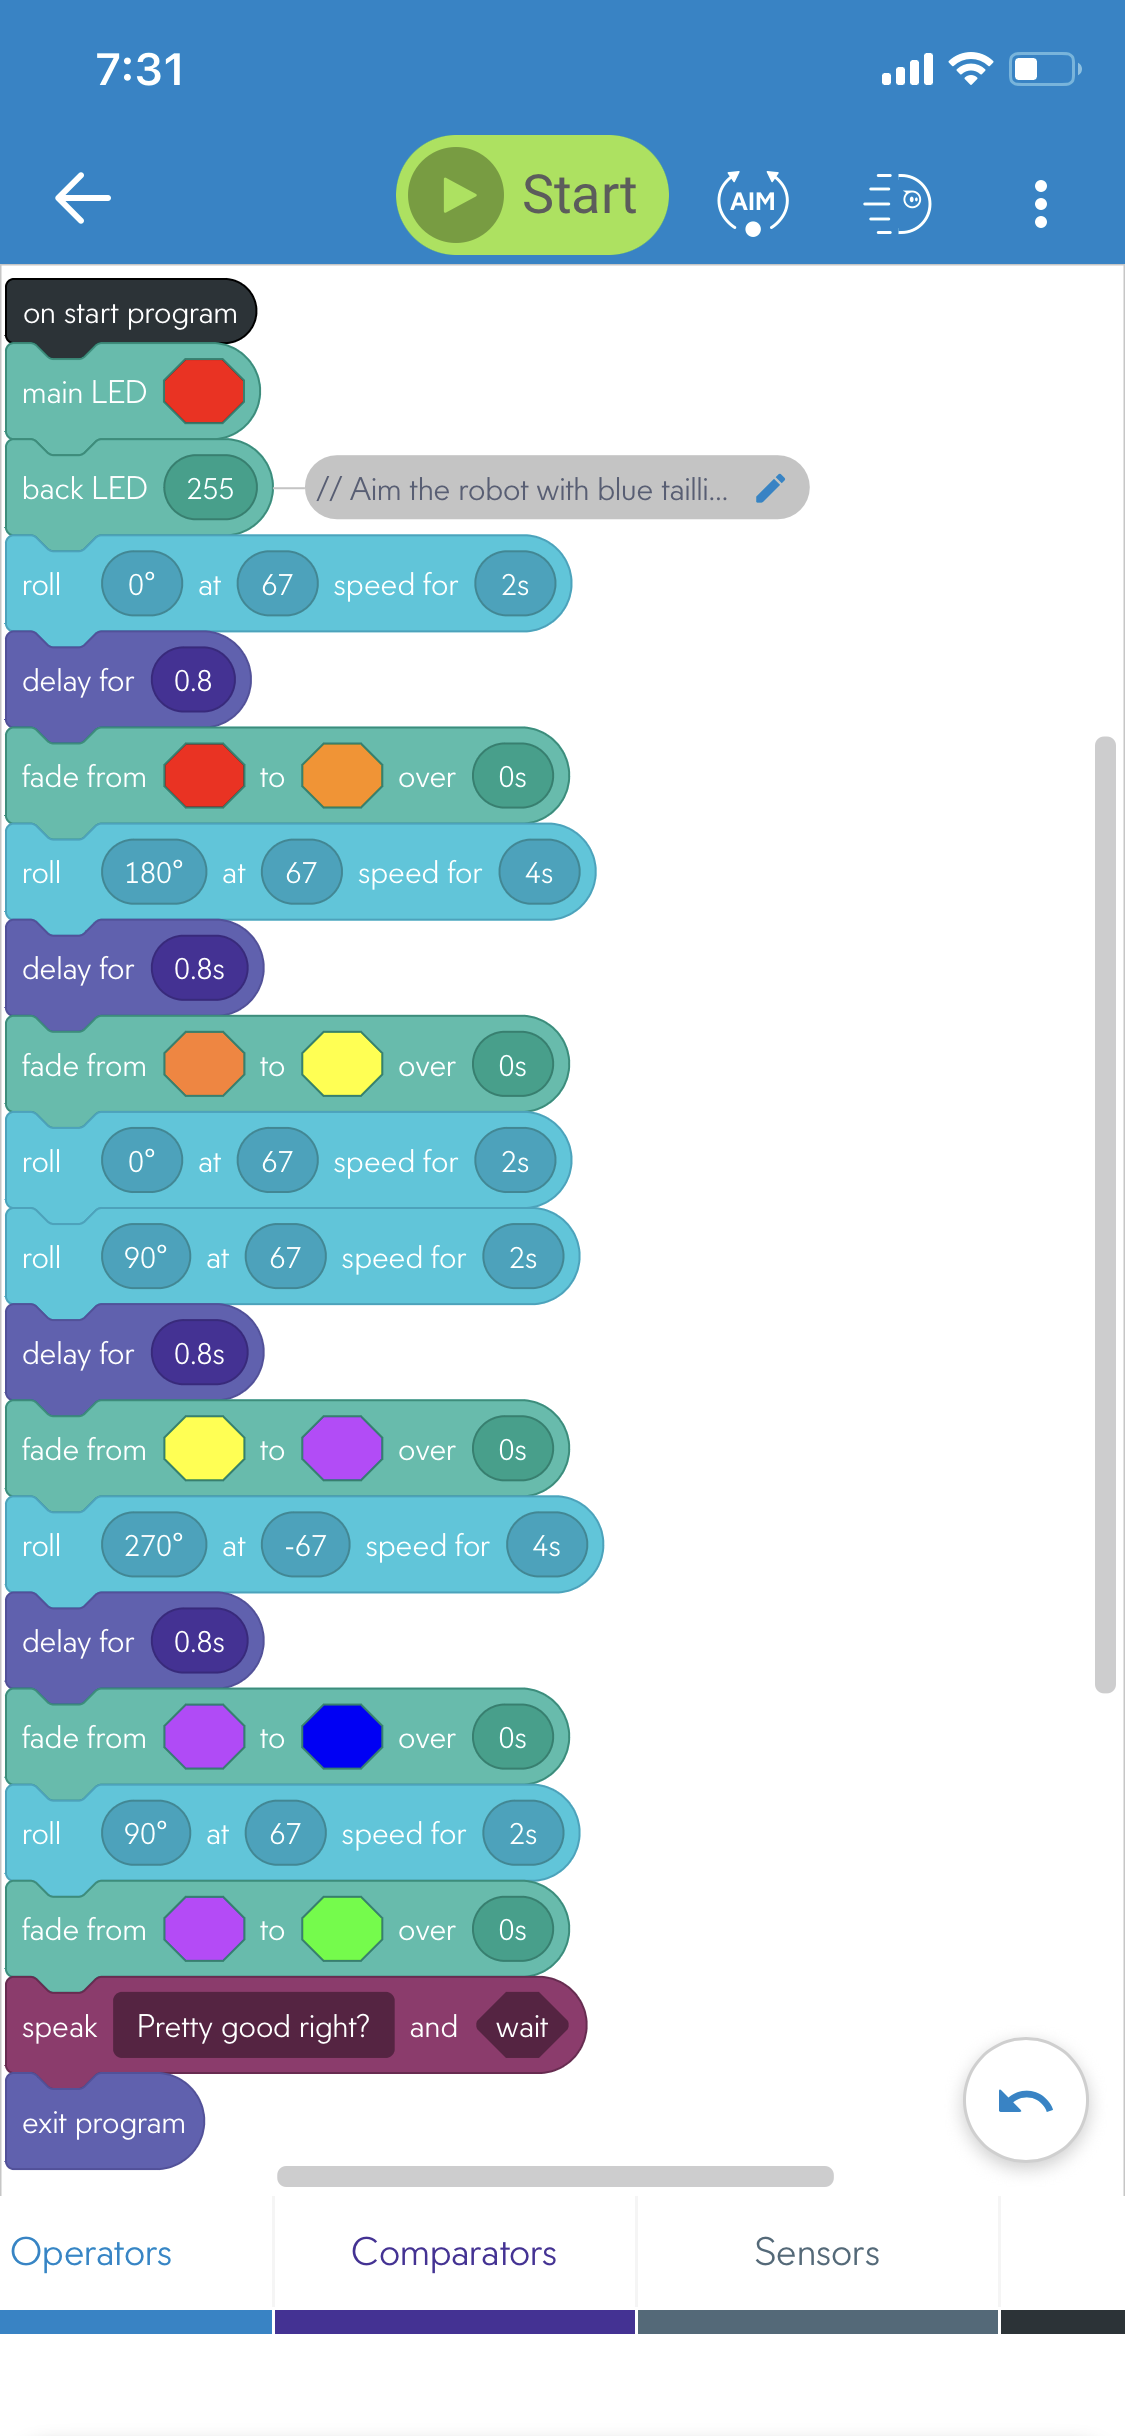 7:31
Start AIM
on start program
main LED
back LED 255 // Aim the robot with blue tailli...
roll 0° at 67 speed for 2s
delay for 0.8
fade from to over 0s
roll 180° at 67 speed for 4s
delay for 0.8s
fade from to over 0s
roll 0° at 67 speed for 2s
roll 90° at 67 speed for 2s
delay for 0.8s
fade from to over 0s
roll 270° at -67 speed for 4s
delay for 0.8s
fade from to over 0s
roll 90° at 67 speed for 2s
fade from to over 0s
speak Pretty good right? and wait
exit program
Operators Comparators Sensors